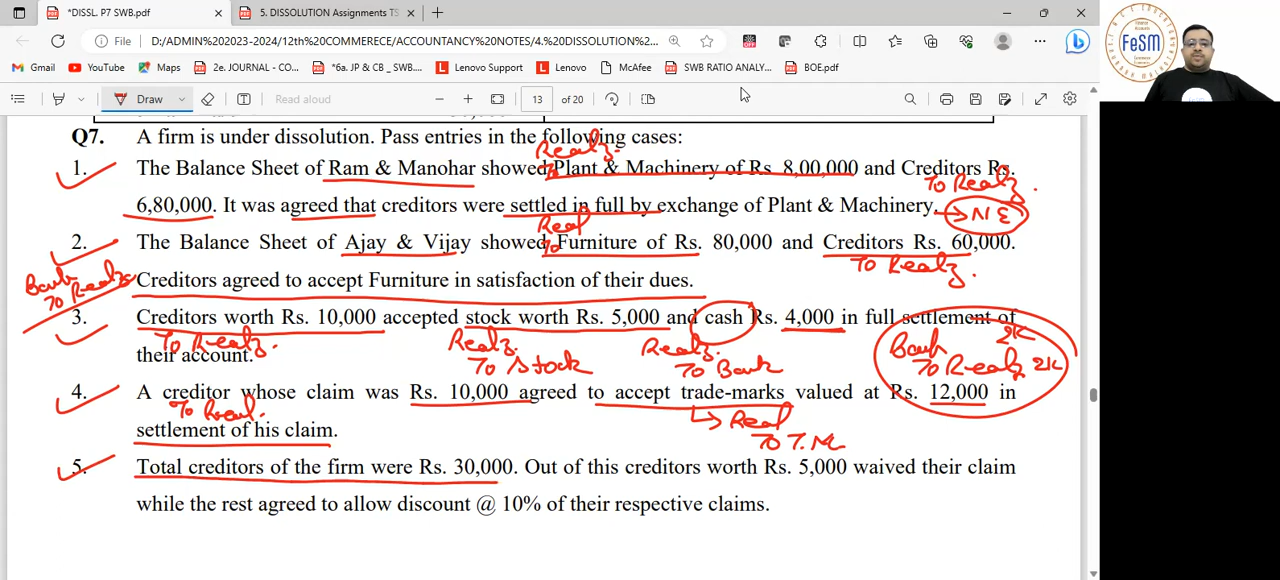 *DISSL. P7 SWB.pdf
5. DISSOLUTION Assignments TS
File
D:/ADMIN%202023-2024/12th%20COMMERECE/ACCOUNTANCY%20NOTES/4.%20DISSOLUTION%...
Gmail
YouTube
Maps
2e. JOURNAL - CO...
*6a. JP & CB _ SWB....
Lenovo Support
Lenovo
McAfee
SWB RATIO ANALY...
BOE.pdf
Draw
Read aloud
13 of 20
FeSM
Q7. A firm is under dissolution. Pass entries in the following cases:
Realz.
To
1. The Balance Sheet of Ram & Manohar showed Plant & Machinery of Rs. 8,00,000 and Creditors Rs.
To Realz.
6,80,000. It was agreed that creditors were settled in full by exchange of Plant & Machinery. → N E
Real
To
2. The Balance Sheet of Ajay & Vijay showed Furniture of Rs. 80,000 and Creditors Rs. 60,000.
To Realz.
Bank
To Realz
Creditors agreed to accept Furniture in satisfaction of their dues.
3. Creditors worth Rs. 10,000 accepted stock worth Rs. 5,000 and cash Rs. 4,000 in full settlement of
To Realz.
their account.
Realz.
To Stock
Realz.
To Bank
Bank 2K
To Realz 2K
4. A creditor whose claim was Rs. 10,000 agreed to accept trade-marks valued at Rs. 12,000 in
To Real.
settlement of his claim.
Real
To T.M
5. Total creditors of the firm were Rs. 30,000. Out of this creditors worth Rs. 5,000 waived their claim
while the rest agreed to allow discount @ 10% of their respective claims.